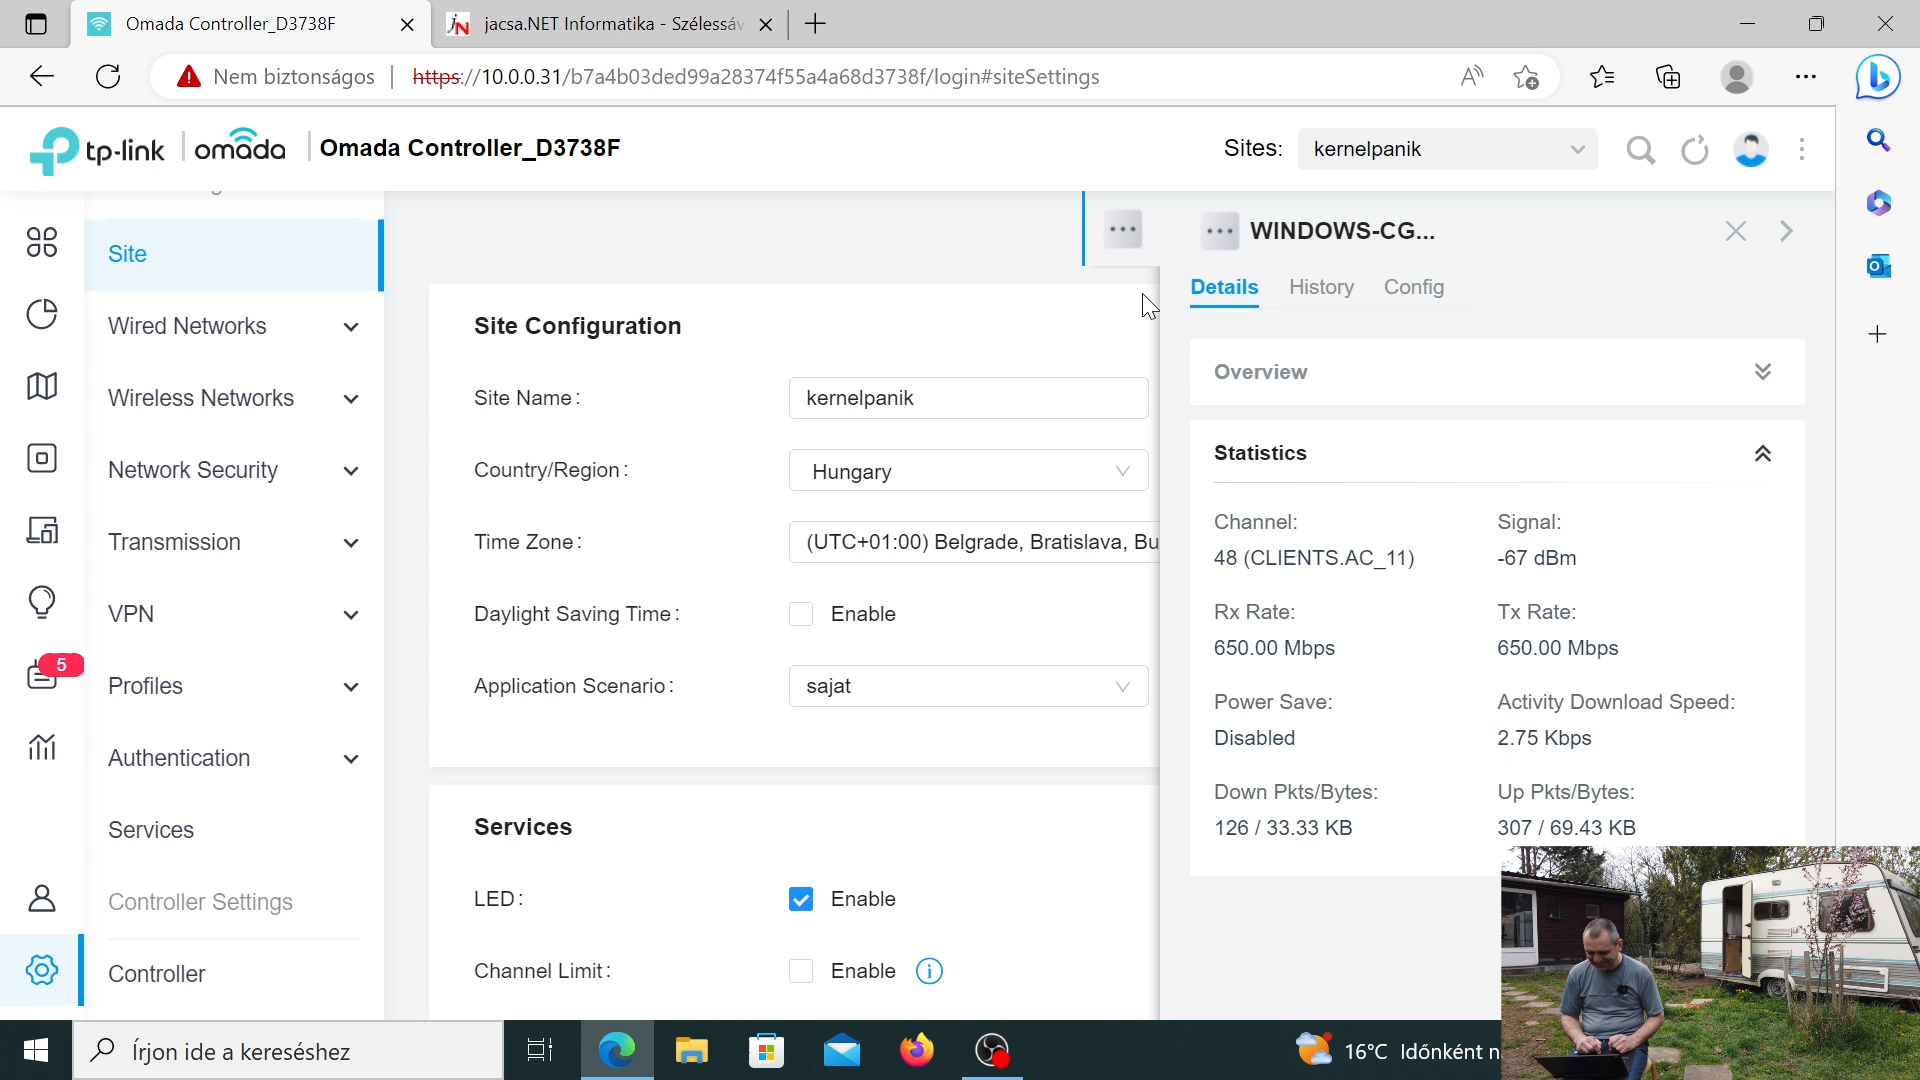 Omada Controller_D3738F
jacsa.NET Informatika - Szélessáv
Nem biztonságos
https://10.0.0.31/b7a4b03ded99a28374f55a4a68d3738f/login#siteSettings
tp-link
omada
Omada Controller_D3738F
Sites:
kernelpanik
Site
Wired Networks
Wireless Networks
Network Security
Transmission
VPN
5
Profiles
Authentication
Services
Controller Settings
Controller
Site Configuration
Site Name:
kernelpanik
Country/Region:
Hungary
Time Zone:
(UTC+01:00) Belgrade, Bratislava, Bu
Daylight Saving Time:
Enable
Application Scenario:
sajat
Services
LED:
Enable
Channel Limit:
Enable
WINDOWS-CG...
Details
History
Config
Overview
Statistics
Channel:
48 (CLIENTS.AC_11)
Signal:
-67 dBm
Rx Rate:
650.00 Mbps
Tx Rate:
650.00 Mbps
Power Save:
Disabled
Activity Download Speed:
2.75 Kbps
Down Pkts/Bytes:
126 / 33.33 KB
Up Pkts/Bytes:
307 / 69.43 KB
Írjon ide a kereséshez
16°C Időnként n